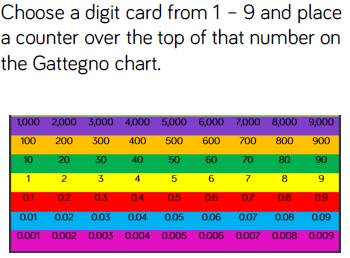 Choose a digit card from 1 – 9 and place
a counter over the top of that number on
the Gattegno chart.
1,000 2,000 3,000 4,000 5,000 6,000 7,000 8,000 9,000
100 200 300 400 500 600 700 800 900
10 20 30 40 50 60 70 80 90
1 2 3 4 5 6 7 8 9
0.1 0.2 0.3 0.4 0.5 0.6 0.7 0.8 0.9
0.01 0.02 0.03 0.04 0.05 0.06 0.07 0.08 0.09
0.001 0.002 0.003 0.004 0.005 0.006 0.007 0.008 0.009